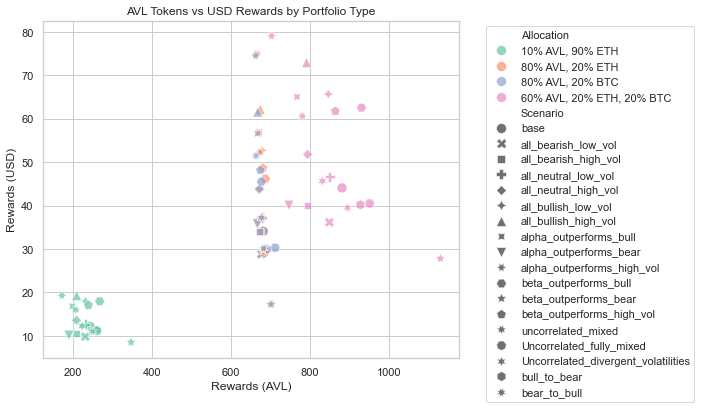 AVL Tokens vs USD Rewards by Portfolio Type
Rewards (USD)
80
70
60
50
40
30
20
10
200
400
600
800
1000
Rewards (AVL)
Allocation
10% AVL, 90% ETH
80% AVL, 20% ETH
80% AVL, 20% BTC
60% AVL, 20% ETH, 20% BTC
Scenario
base
all_bearish_low_vol
all_bearish_high_vol
all_neutral_low_vol
all_neutral_high_vol
all_bullish_low_vol
all_bullish_high_vol
alpha_outperforms_bull
alpha_outperforms_bear
alpha_outperforms_high_vol
beta_outperforms_bull
beta_outperforms_bear
beta_outperforms_high_vol
uncorrelated_mixed
Uncorrelated_fully_mixed
Uncorrelated_divergent_volatilities
bull_to_bear
bear_to_bull